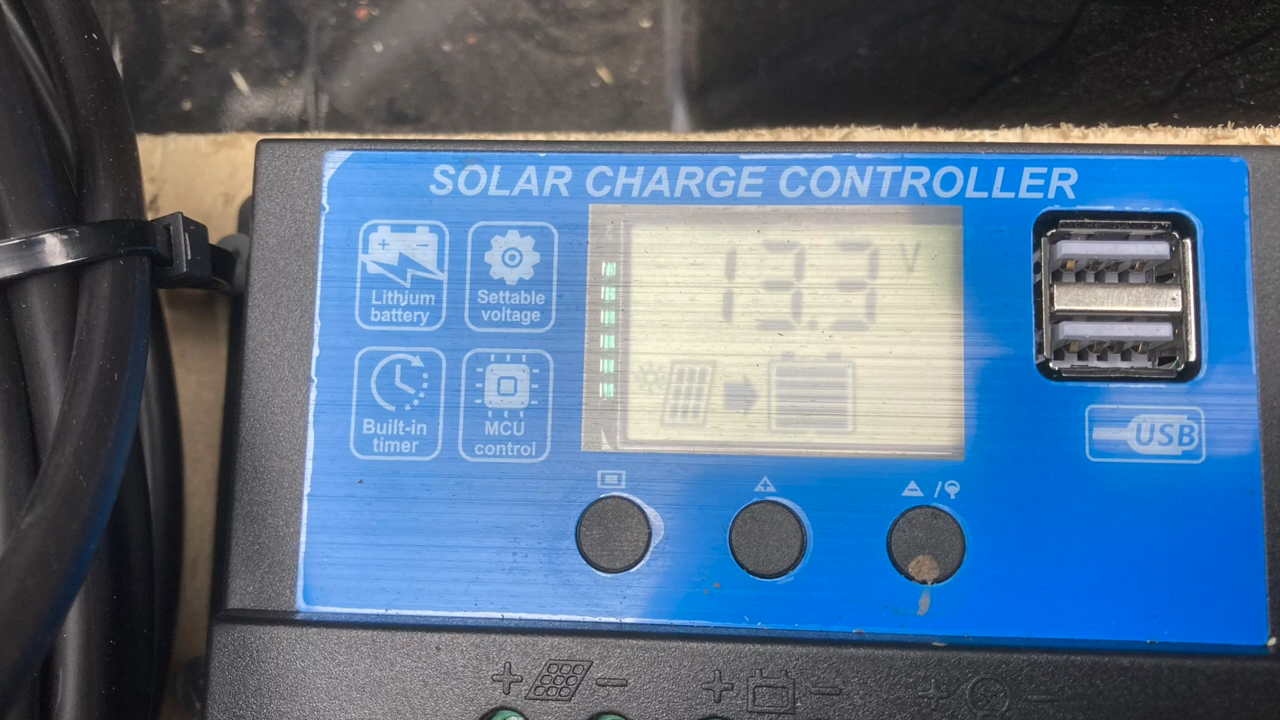 SOLAR CHARGE CONTROLLER
Lithium
battery
Settable
voltage
13.3 V
Built-in
timer
MCU
control
USB